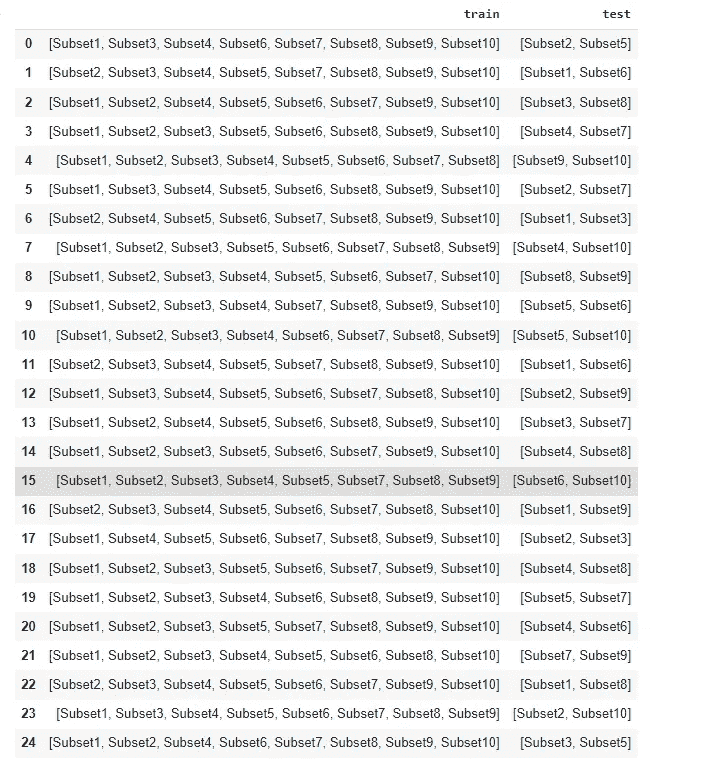 train test
0 [Subset1, Subset3, Subset4, Subset6, Subset7, Subset8, Subset9, Subset10] [Subset2, Subset5]
1 [Subset2, Subset3, Subset4, Subset5, Subset7, Subset8, Subset9, Subset10] [Subset1, Subset6]
2 [Subset1, Subset2, Subset4, Subset5, Subset6, Subset7, Subset9, Subset10] [Subset3, Subset8]
3 [Subset1, Subset2, Subset3, Subset5, Subset6, Subset8, Subset9, Subset10] [Subset4, Subset7]
4 [Subset1, Subset2, Subset3, Subset4, Subset5, Subset6, Subset7, Subset8] [Subset9, Subset10]
5 [Subset1, Subset3, Subset4, Subset5, Subset6, Subset8, Subset9, Subset10] [Subset2, Subset7]
6 [Subset2, Subset4, Subset5, Subset6, Subset7, Subset8, Subset9, Subset10] [Subset1, Subset3]
7 [Subset1, Subset2, Subset3, Subset5, Subset6, Subset7, Subset8, Subset9] [Subset4, Subset10]
8 [Subset1, Subset2, Subset3, Subset4, Subset5, Subset6, Subset7, Subset10] [Subset8, Subset9]
9 [Subset1, Subset2, Subset3, Subset4, Subset7, Subset8, Subset9, Subset10] [Subset5, Subset6]
10 [Subset1, Subset2, Subset3, Subset4, Subset6, Subset7, Subset8, Subset9] [Subset5, Subset10]
11 [Subset2, Subset3, Subset4, Subset5, Subset7, Subset8, Subset9, Subset10] [Subset1, Subset6]
12 [Subset1, Subset3, Subset4, Subset5, Subset6, Subset7, Subset8, Subset10] [Subset2, Subset9]
13 [Subset1, Subset2, Subset4, Subset5, Subset6, Subset8, Subset9, Subset10] [Subset3, Subset7]
14 [Subset1, Subset2, Subset3, Subset5, Subset6, Subset7, Subset9, Subset10] [Subset4, Subset8]
15 [Subset1, Subset2, Subset3, Subset4, Subset5, Subset7, Subset8, Subset9] [Subset6, Subset10]
16 [Subset2, Subset3, Subset4, Subset5, Subset6, Subset7, Subset8, Subset10] [Subset1, Subset9]
17 [Subset1, Subset4, Subset5, Subset6, Subset7, Subset8, Subset9, Subset10] [Subset2, Subset3]
18 [Subset1, Subset2, Subset3, Subset5, Subset6, Subset7, Subset9, Subset10] [Subset4, Subset8]
19 [Subset1, Subset2, Subset3, Subset4, Subset6, Subset8, Subset9, Subset10] [Subset5, Subset7]
20 [Subset1, Subset2, Subset3, Subset5, Subset7, Subset8, Subset9, Subset10] [Subset4, Subset6]
21 [Subset1, Subset2, Subset3, Subset4, Subset5, Subset6, Subset8, Subset10] [Subset7, Subset9]
22 [Subset2, Subset3, Subset4, Subset5, Subset6, Subset7, Subset9, Subset10] [Subset1, Subset8]
23 [Subset1, Subset3, Subset4, Subset5, Subset6, Subset7, Subset8, Subset9] [Subset2, Subset10]
24 [Subset1, Subset2, Subset4, Subset6, Subset7, Subset8, Subset9, Subset10] [Subset3, Subset5]